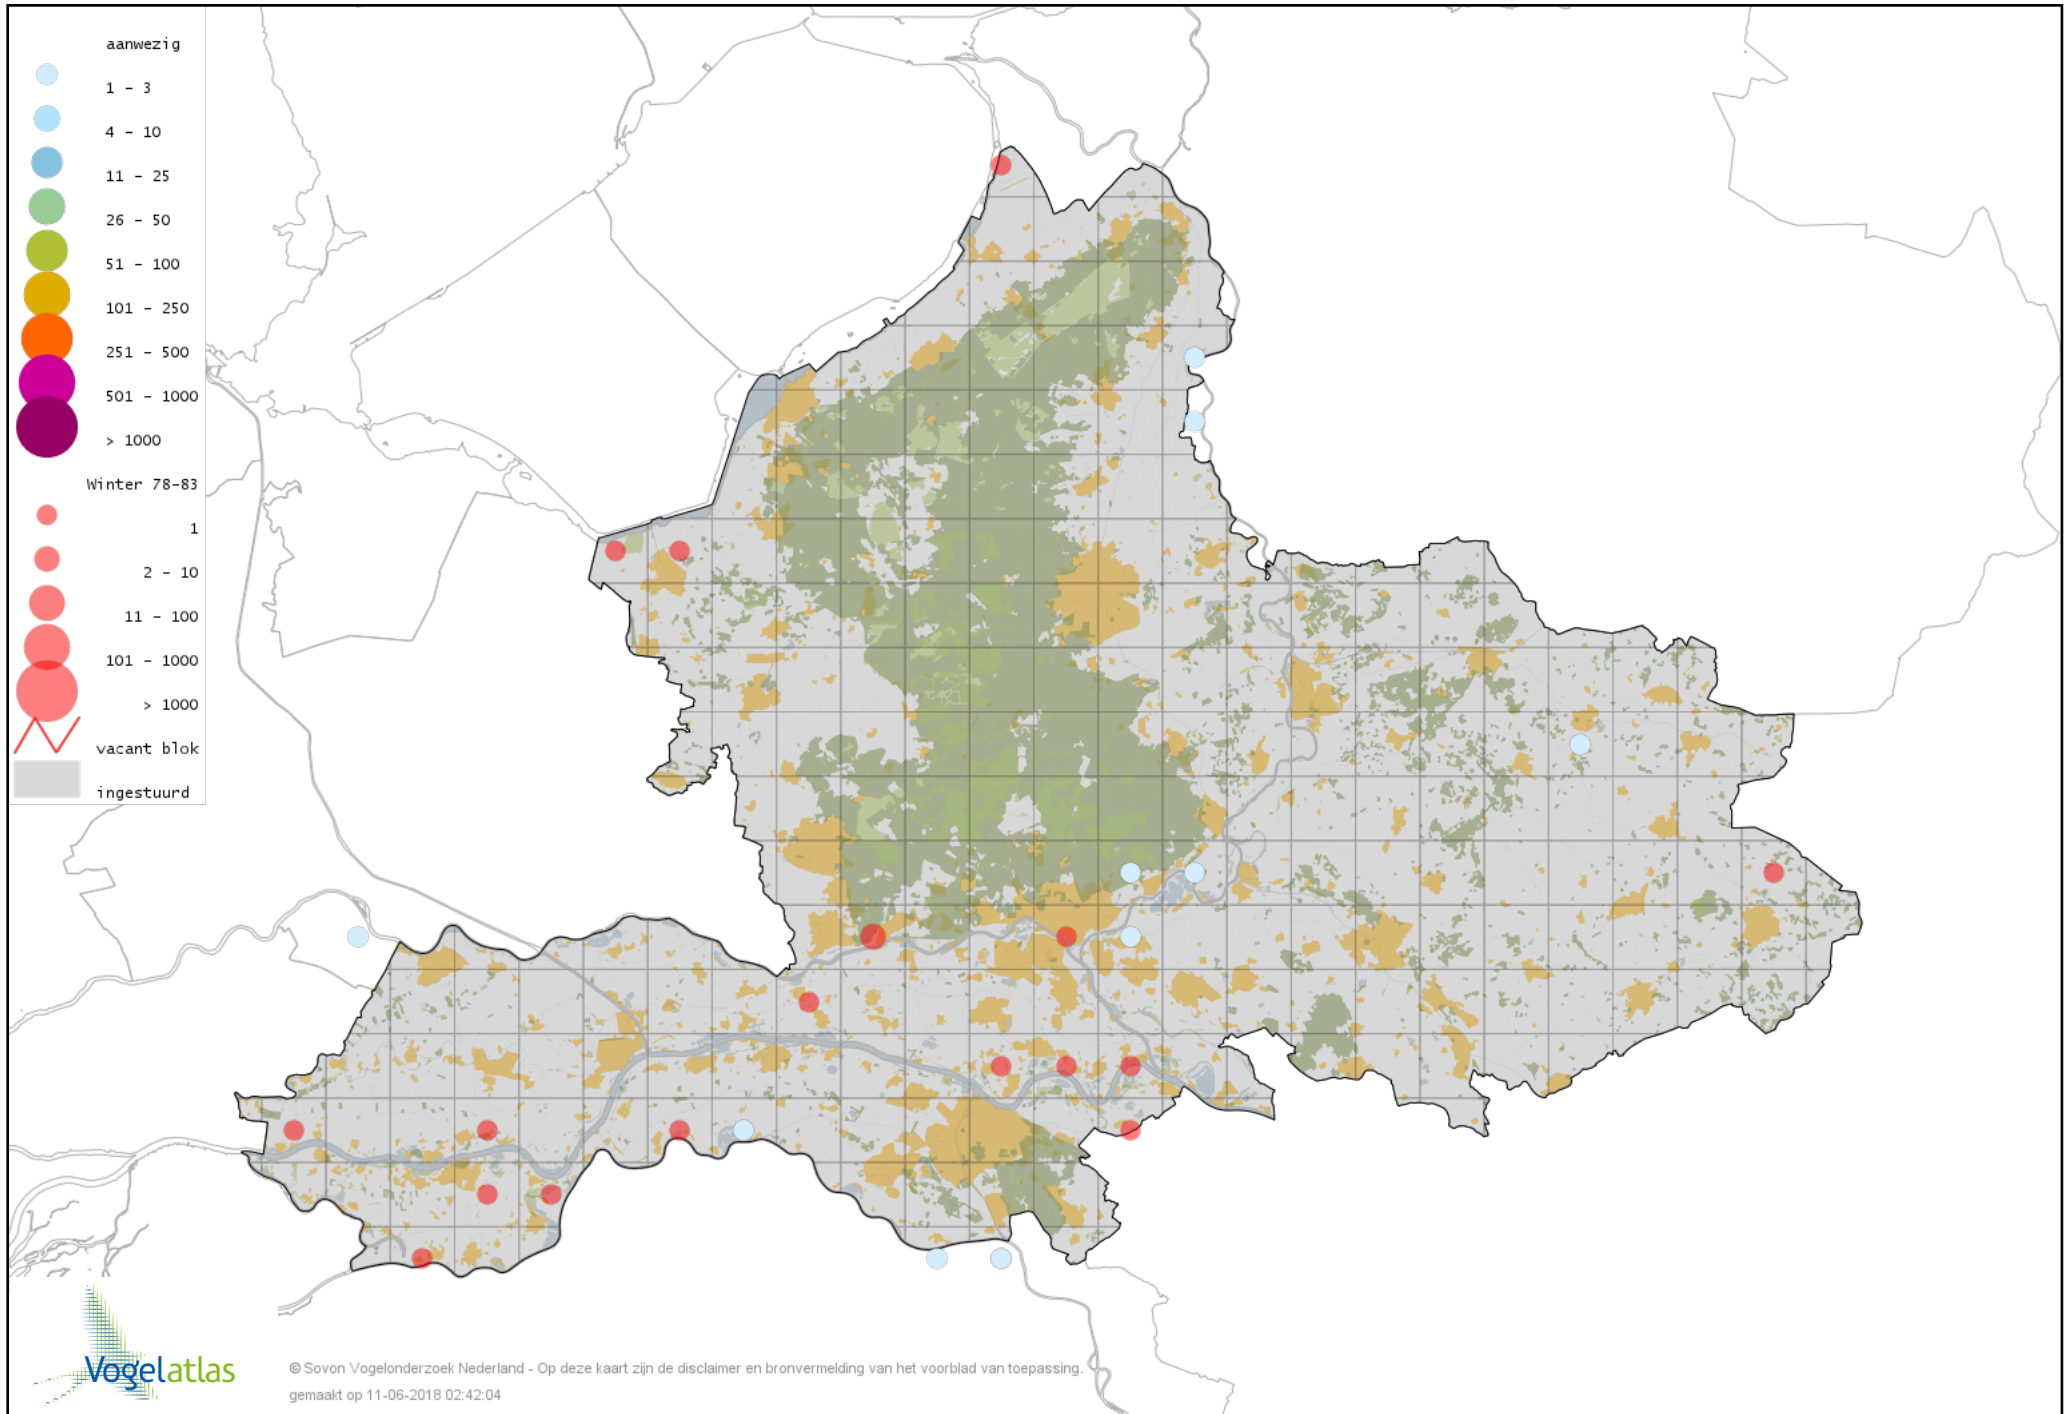 aanwezig
1 - 3
4 - 10
11 - 25
26 - 50
51 - 100
101 - 250
251 - 500
501 - 1000
> 1000
Winter 78-83
1
2 - 10
11 - 100
101 - 1000
> 1000
vacant blok
ingestuurd
Vogelatlas
© Sovon Vogelonderzoek Nederland - Op deze kaart zijn de disclaimer en bronvermelding van het voorblad van toepassing.
gemaakt op 11-06-2018 02:42:04